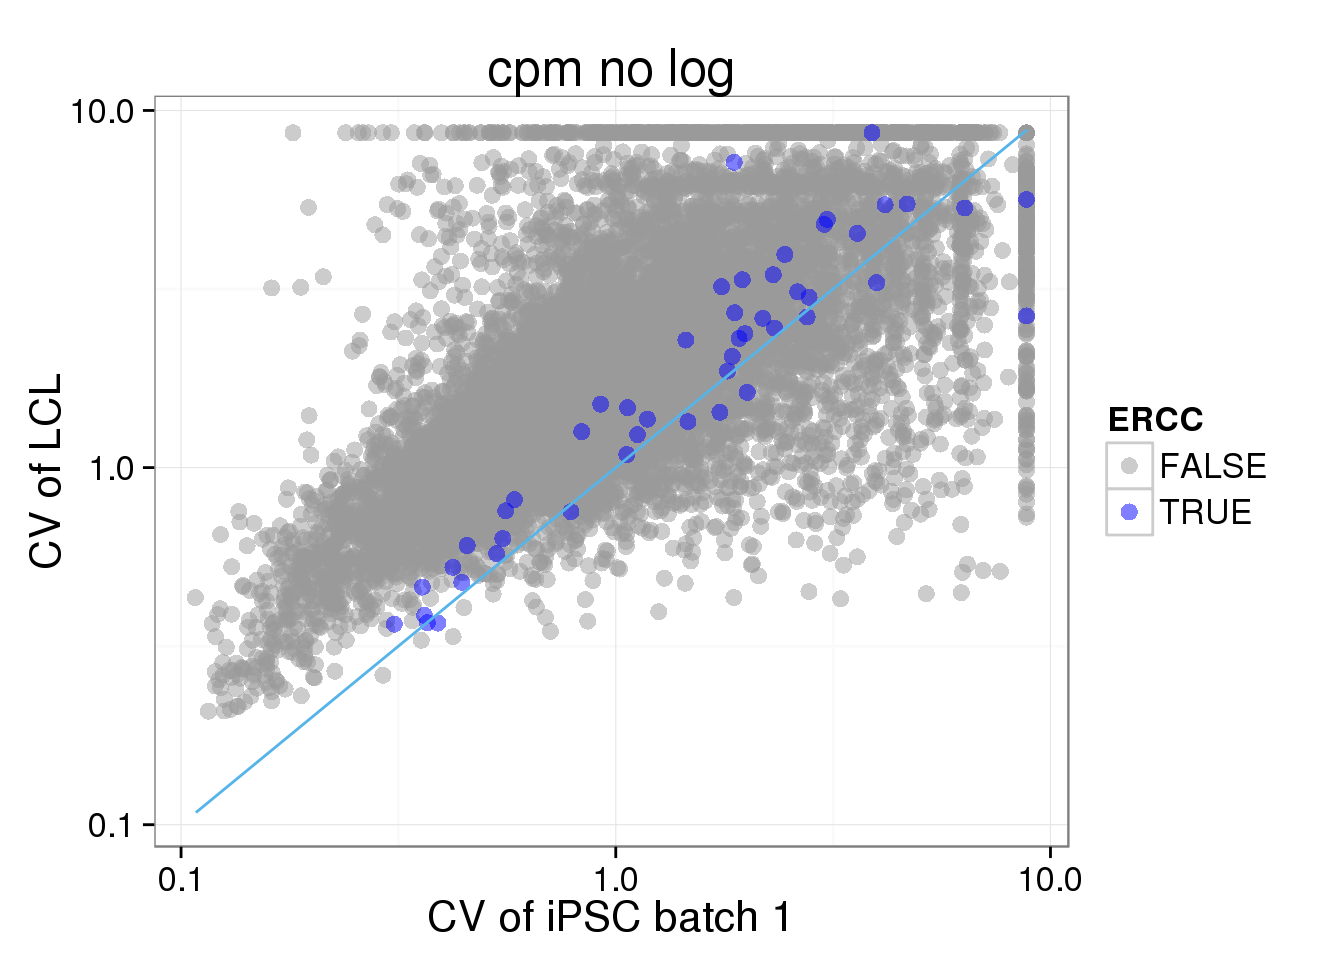 cpm no log
10.0
1.0
0.1
CV of LCL
0.1 1.0 10.0
CV of iPSC batch 1
ERCC
FALSE
TRUE